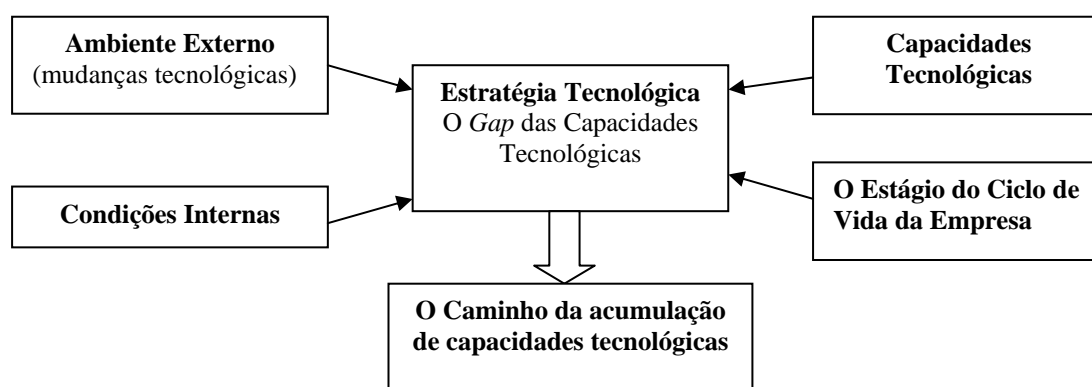 Ambiente Externo
(mudanças tecnológicas)
Condições Internas
Estratégia Tecnológica
O Gap das Capacidades
Tecnológicas
Capacidades
Tecnológicas
O Estágio do Ciclo de
Vida da Empresa
O Caminho da acumulação
de capacidades tecnológicas